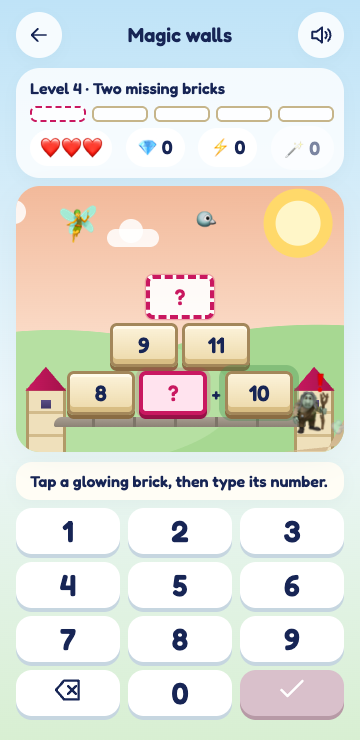 Magic walls
Level 4 · Two missing bricks
0 0 0
?
9 11
8 ? + 10
Tap a glowing brick, then type its number.
1 2 3
4 5 6
7 8 9
0